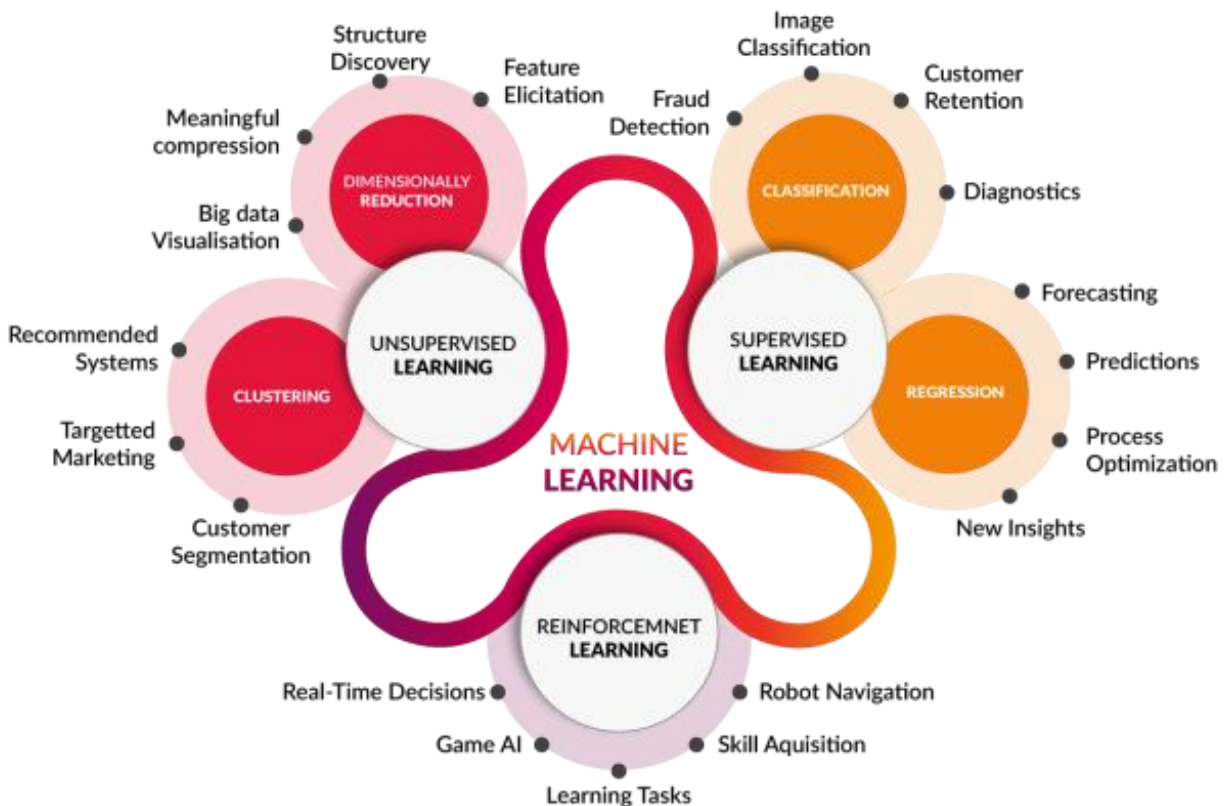 Structure
Discovery
Feature
Elicitation
Meaningful
compression
Big data
Visualisation
DIMENSIONALLY
REDUCTION
Recommended
Systems
Targetted
Marketing
Customer
Segmentation
CLUSTERING
UNSUPERVISED
LEARNING
Image
Classification
Customer
Retention
Fraud
Detection
Diagnostics
CLASSIFICATION
SUPERVISED
LEARNING
Forecasting
Predictions
Process
Optimization
New Insights
REGRESSION
MACHINE
LEARNING
REINFORCEMNET
LEARNING
Real-Time Decisions
Game AI
Learning Tasks
Skill Aquisition
Robot Navigation